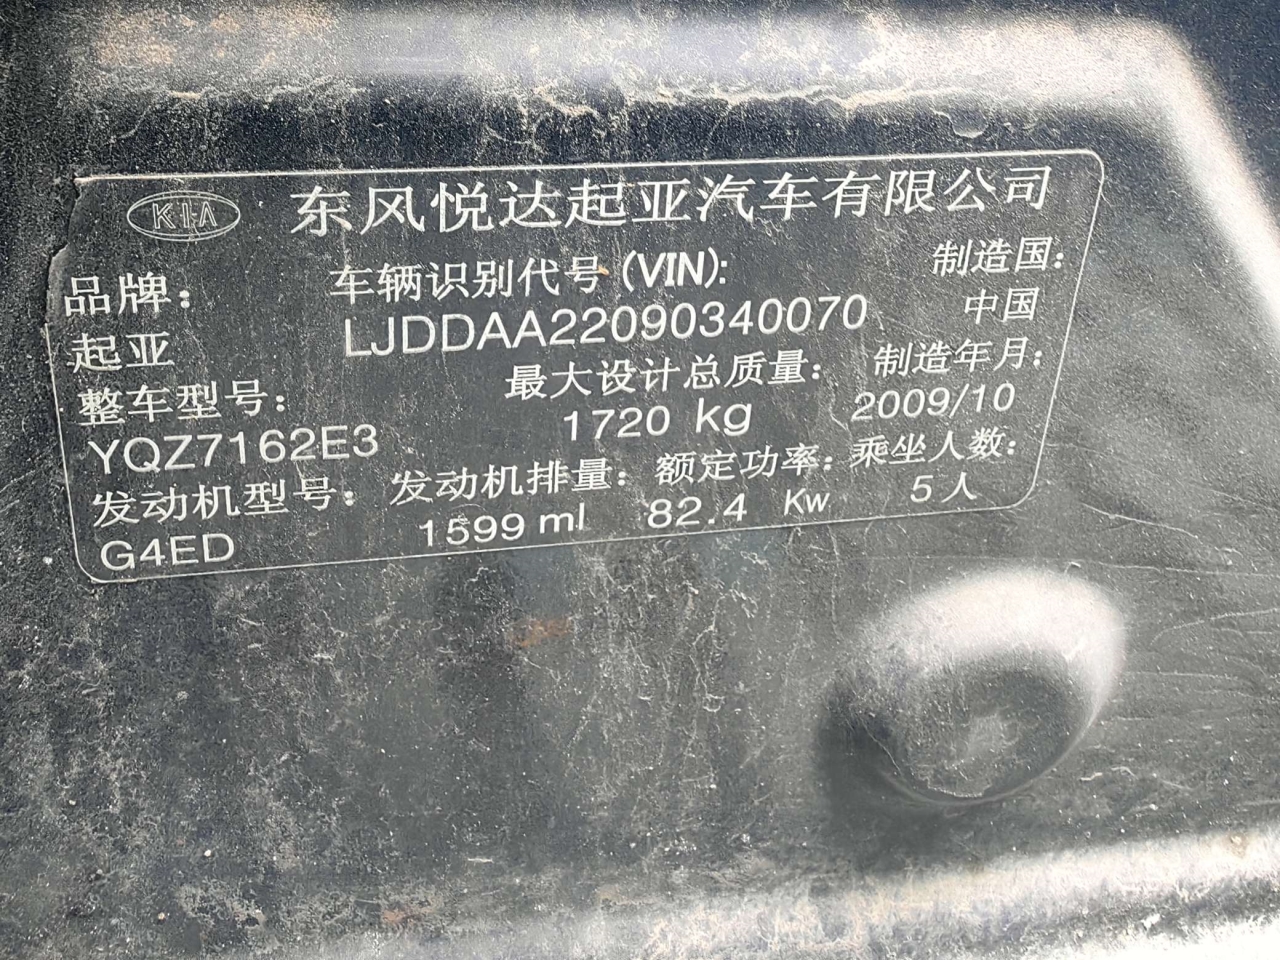 KIA 东风悦达起亚汽车有限公司
品牌： 车辆识别代号 (VIN): 制造国：
起亚 LJDDAA22090340070 中国
整车型号： 最大设计总质量： 制造年月：
YQZ7162E3 1720 kg 2009/10
发动机型号： 发动机排量： 额定功率： 乘坐人数：
G4ED 1599 ml 82.4 Kw 5 人